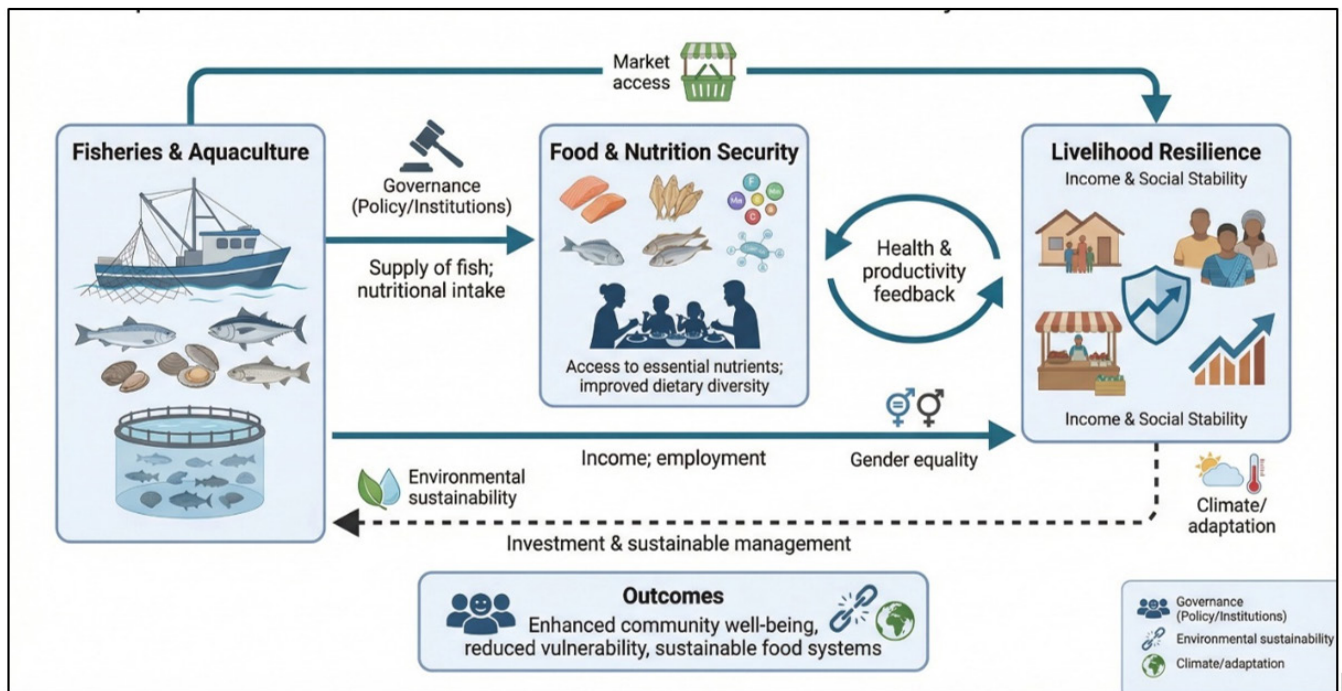 Market
access
Fisheries & Aquaculture
Governance
(Policy/Institutions)
Supply of fish;
nutritional intake
Food & Nutrition Security
Access to essential nutrients;
improved dietary diversity
Health &
productivity
feedback
Livelihood Resilience
Income & Social Stability
Income & Social Stability
Income; employment
Gender equality
Environmental
sustainability
Investment & sustainable management
Climate/
adaptation
Outcomes
Enhanced community well-being,
reduced vulnerability, sustainable food systems
Governance
(Policy/Institutions)
Environmental sustainability
Climate/adaptation